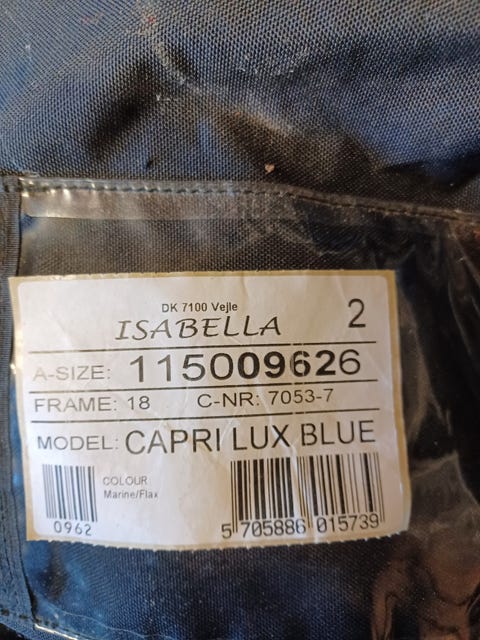 DK 7100 Vejle
ISABELLA
2
A-SIZE: 115009626
FRAME: 18 C-NR: 7053-7
MODEL: CAPRI LUX BLUE
COLOUR
Marine/Flax
0962
5 705886 015739